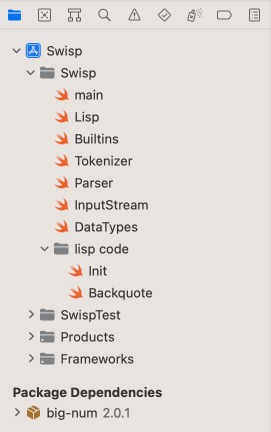 Swisp
Swisp
main
Lisp
Builtins
Tokenizer
Parser
InputStream
DataTypes
lisp code
Init
Backquote
SwispTest
Products
Frameworks
Package Dependencies
big-num 2.0.1